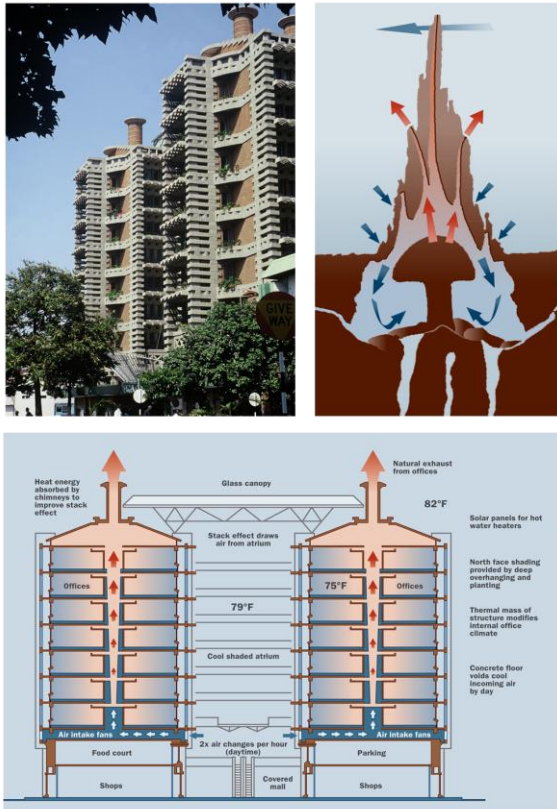 GIVE
WAY
Heat energy
absorbed by
chimneys to
improve stack
effect
Glass canopy
Natural exhaust
from offices
82°F
Stack effect draws
air from atrium
Solar panels for hot
water heaters
Offices
79°F
75°F
Offices
North face shading
provided by deep
overhanging and
planting
Thermal mass of
structure modifies
internal office
climate
Cool shaded atrium
Concrete floor
voids cool
incoming air
by day
Air intake fans
2x air changes per hour
(daytime)
Air intake fans
Food court
Parking
Shops
Covered
mall
Shops